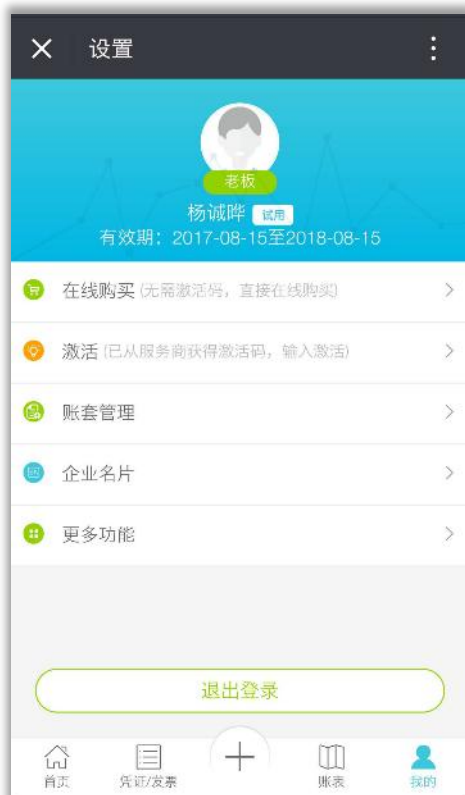 设置
老板
杨诚晔 试用
有效期：2017-08-15至2018-08-15
在线购买 (无需激活码，直接在线购买)
激活 (已从服务商获得激活码，输入激活)
账套管理
企业名片
更多功能
退出登录
首页 凭证/发票 账表 我的